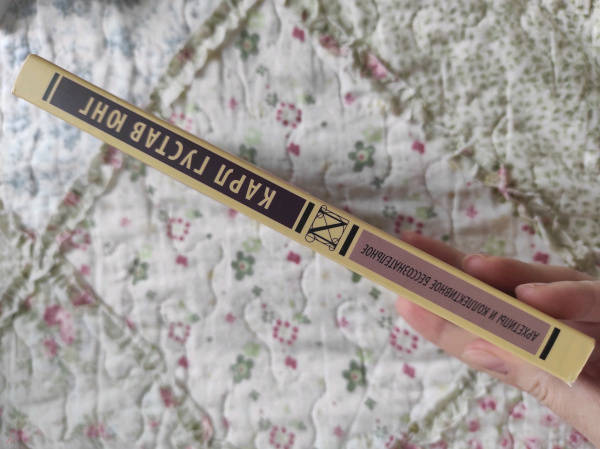 КАРЛ ГУСТАВ ЮНГ
АРХЕТИПЫ И КОЛЛЕКТИВНОЕ БЕССОЗНАТЕЛЬНОЕ